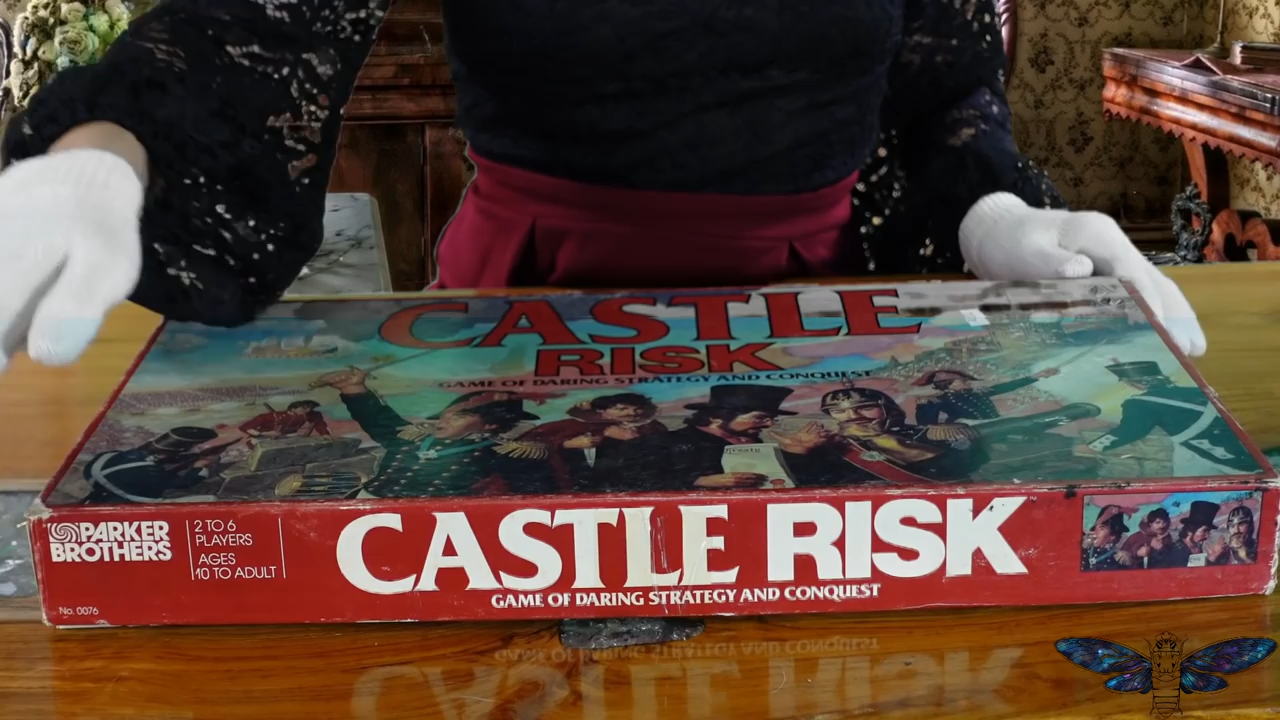 CASTLE
RISK
GAME OF DARING STRATEGY AND CONQUEST
PARKER
BROTHERS
2 TO 6
PLAYERS
AGES
10 TO ADULT
No. 0076
CASTLE RISK™
GAME OF DARING STRATEGY AND CONQUEST